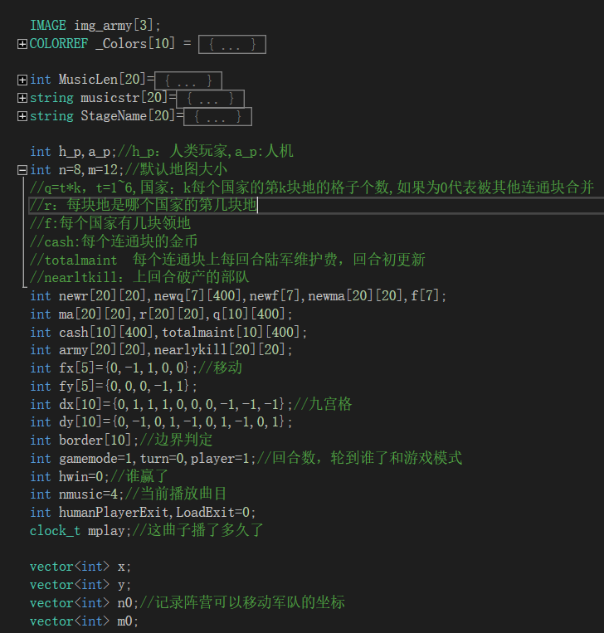 IMAGE img_army[3];
COLORREF _Colors[10] = { ... }
int MusicLen[20]={ ... }
string musicstr[20]={ ... }
string StageName[20]={ ... }
int h_p,a_p;//h_p: 人类玩家,a_p:人机
int n=8,m=12;//默认地图大小
//q=t*k, t=1~6,国家; k每个国家的第k块地的格子个数,如果为0代表被其他连通块合并
//r: 每块地是哪个国家的第几块地
//f:每个国家有几块领地
//cash:每个连通块的金币
//totalmaint  每个连通块上每回合陆军维护费, 回合初更新
//nearltkill: 上回合破产的部队
int newr[20][20],newq[7][400],newf[7],newma[20][20],f[7];
int ma[20][20],r[20][20],q[10][400];
int cash[10][400],totalmaint[10][400];
int army[20][20],nearlykill[20][20];
int fx[5]={0,-1,1,0,0};//移动
int fy[5]={0,0,0,-1,1};
int dx[10]={0,1,1,1,0,0,0,-1,-1,-1};//九宫格
int dy[10]={0,-1,0,1,-1,0,1,-1,0,1};
int border[10];//边界判定
int gamemode=1,turn=0,player=1;//回合数, 轮到谁了和游戏模式
int hwin=0;//谁赢了
int nmusic=4;//当前播放曲目
int humanPlayerExit,LoadExit=0;
clock_t mplay;//这曲子播了多久了
vector<int> x;
vector<int> y;
vector<int> n0;//记录阵营可以移动军队的坐标
vector<int> m0;